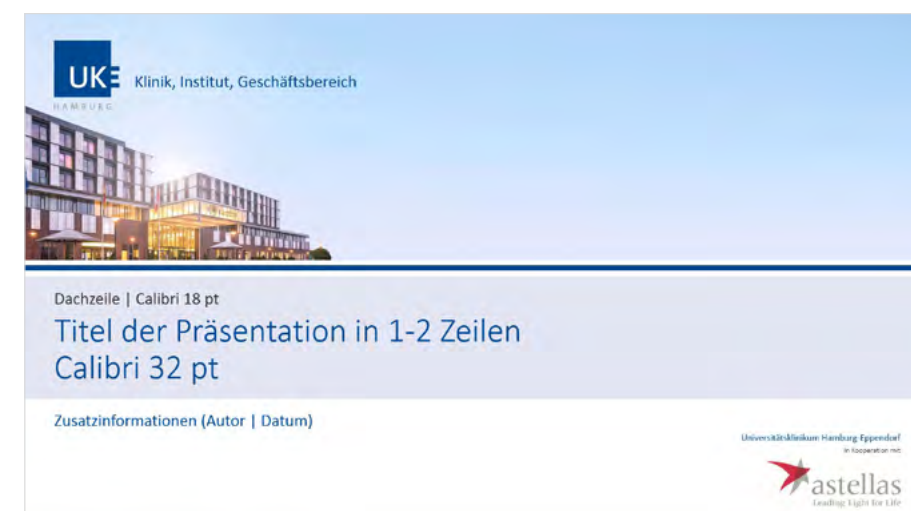 UKE
HAMBURG
Klinik, Institut, Geschäftsbereich
Dachzeile | Calibri 18 pt
Titel der Präsentation in 1-2 Zeilen
Calibri 32 pt
Zusatzinformationen (Autor | Datum)
Universitätsklinikum Hamburg-Eppendorf
in Kooperation mit
astellas
Leading Light for Life